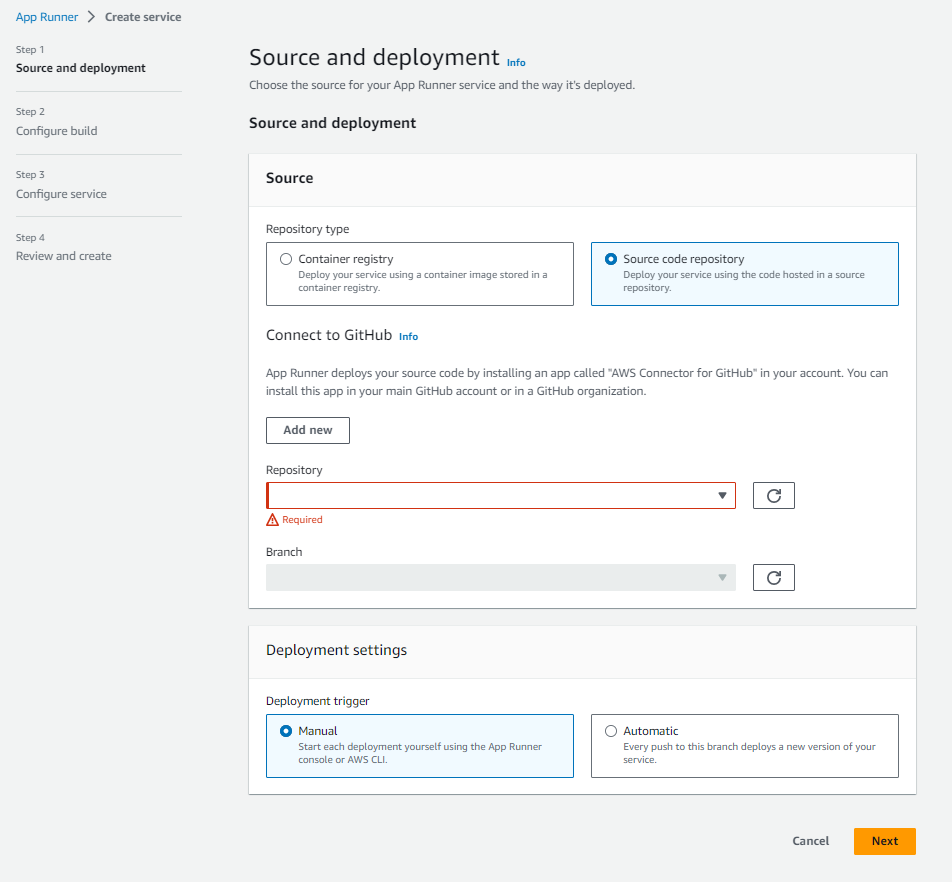 App Runner > Create service
Step 1
Source and deployment
Step 2
Configure build
Step 3
Configure service
Step 4
Review and create
Source and deployment Info
Choose the source for your App Runner service and the way it's deployed.
Source and deployment
Source
Repository type
Container registry
Deploy your service using a container image stored in a
container registry.
Source code repository
Deploy your service using the code hosted in a source
repository.
Connect to GitHub Info
App Runner deploys your source code by installing an app called "AWS Connector for GitHub" in your account. You can
install this app in your main GitHub account or in a GitHub organization.
Add new
Repository
Required
Branch
Deployment settings
Deployment trigger
Manual
Start each deployment yourself using the App Runner
console or AWS CLI.
Automatic
Every push to this branch deploys a new version of your
service.
Cancel
Next